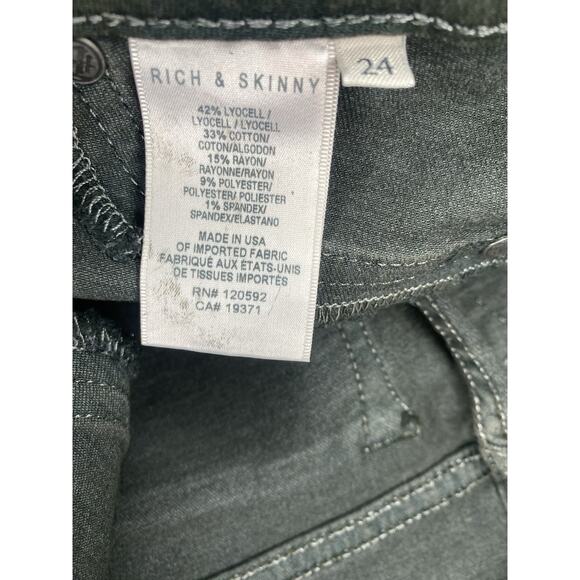 RICH & SKINNY
24
42% LYOCELL/
LYOCELL / LYOCELL
33% COTTON/
COTON/ALGODON
15% RAYON/
RAYONNE/RAYON
9% POLYESTER/
POLYESTER/ POLIESTER
1% SPANDEX/
SPANDEX/ELASTANO
MADE IN USA
OF IMPORTED FABRIC
FABRIQUÉ AUX ÉTATS-UNIS
DE TISSUES IMPORTÉS
RN# 120592
CA# 19371